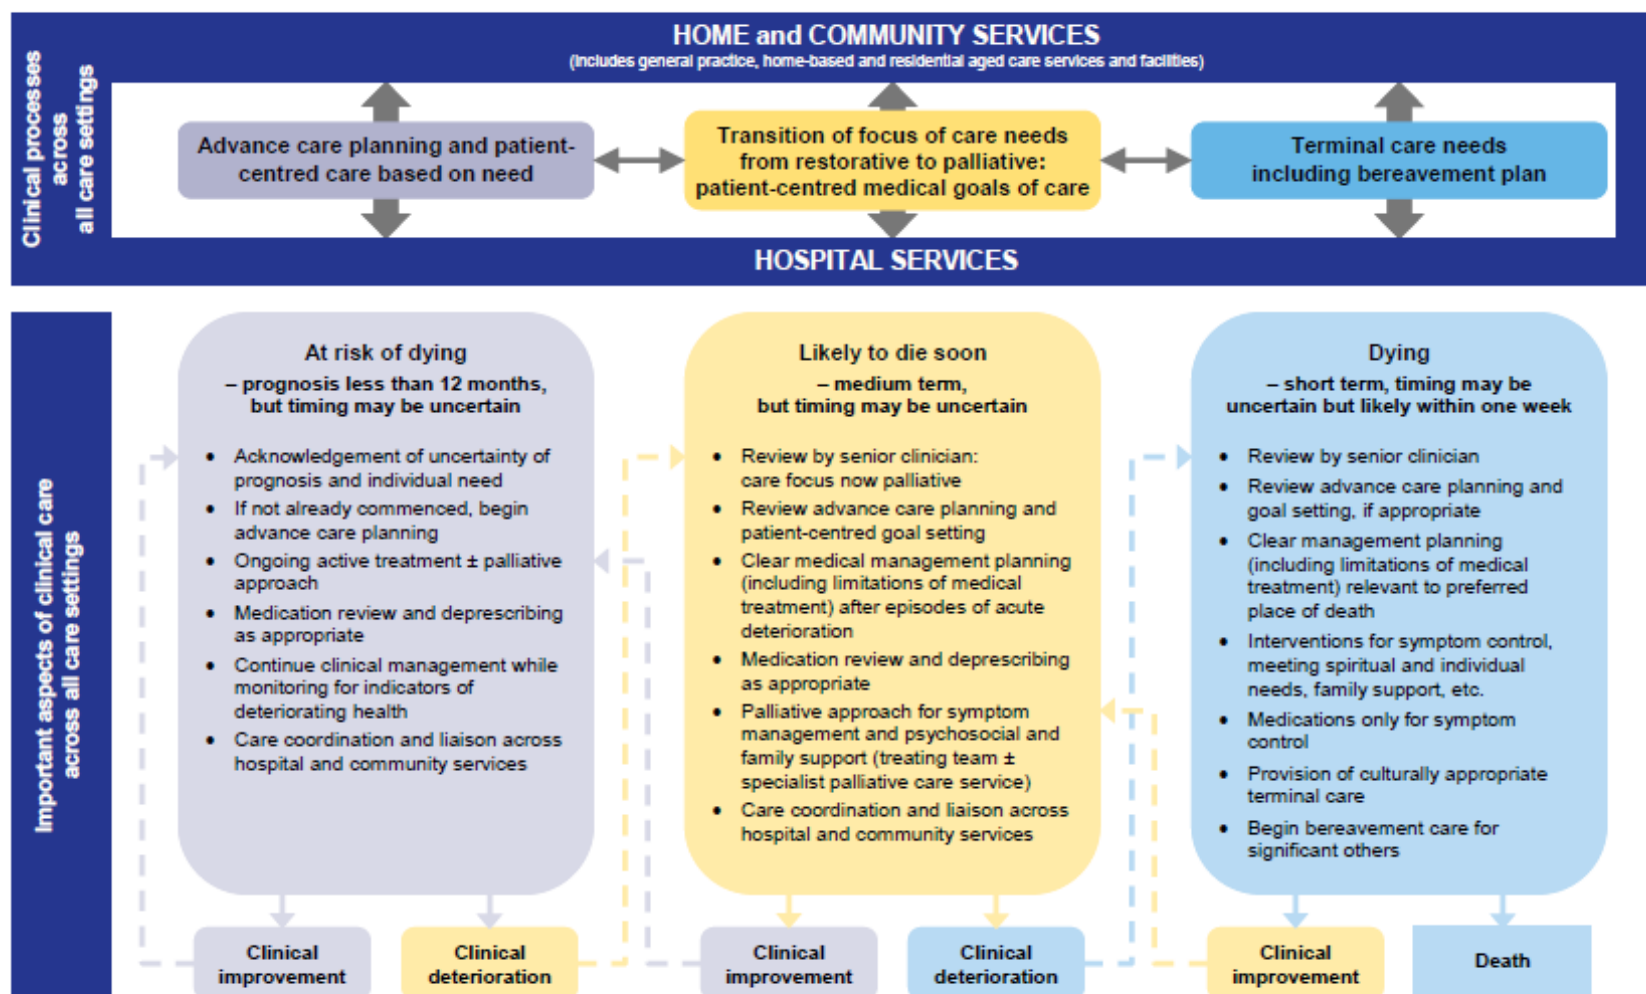 HOME and COMMUNITY SERVICES
(includes general practice, home-based and residential aged care services and facilities)
Clinical processes
across
all care settings
Advance care planning and patient-
centred care based on need
Transition of focus of care needs
from restorative to palliative:
patient-centred medical goals of care
Terminal care needs
including bereavement plan
HOSPITAL SERVICES
Important aspects of clinical care
across all care settings
At risk of dying
– prognosis less than 12 months,
but timing may be uncertain
• Acknowledgement of uncertainty of
prognosis and individual need
• If not already commenced, begin
advance care planning
• Ongoing active treatment ± palliative
approach
• Medication review and deprescribing
as appropriate
• Continue clinical management while
monitoring for indicators of
deteriorating health
• Care coordination and liaison across
hospital and community services
Likely to die soon
– medium term,
but timing may be uncertain
• Review by senior clinician:
care focus now palliative
• Review advance care planning and
patient-centred goal setting
• Clear medical management planning
(including limitations of medical
treatment) after episodes of acute
deterioration
• Medication review and deprescribing
as appropriate
• Palliative approach for symptom
management and psychosocial and
family support (treating team ±
specialist palliative care service)
• Care coordination and liaison across
hospital and community services
Dying
– short term, timing may be
uncertain but likely within one week
• Review by senior clinician
• Review advance care planning and
goal setting, if appropriate
• Clear management planning
(including limitations of medical
treatment) relevant to preferred
place of death
• Interventions for symptom control,
meeting spiritual and individual
needs, family support, etc.
• Medications only for symptom
control
• Provision of culturally appropriate
terminal care
• Begin bereavement care for
significant others
Clinical
improvement
Clinical
deterioration
Clinical
improvement
Clinical
deterioration
Clinical
improvement
Death